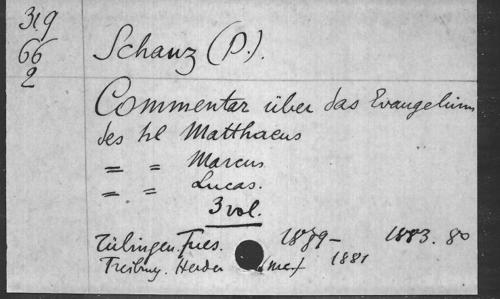 319
66
2
Schanz (P.).
Commentar über das Evangelium
des hl Matthaeus
= = Marcus
= = Lucas.
3 vol.
Tübingen. Fues. 1879 - 1883. 80
Freiburg. Herder 1881